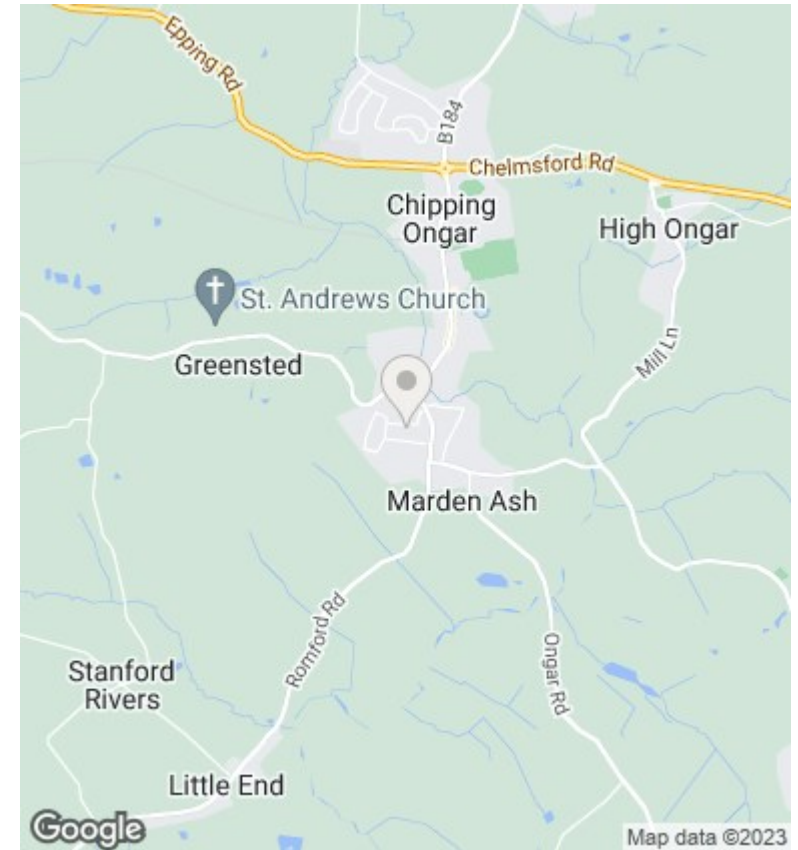 Epping Rd
B184
Chelmsford Rd
Chipping
Ongar
High Ongar
St. Andrews Church
Mill Ln
Greensted
Marden Ash
Romford Rd
Ongar Rd
Stanford
Rivers
Little End
Google
Map data ©2023